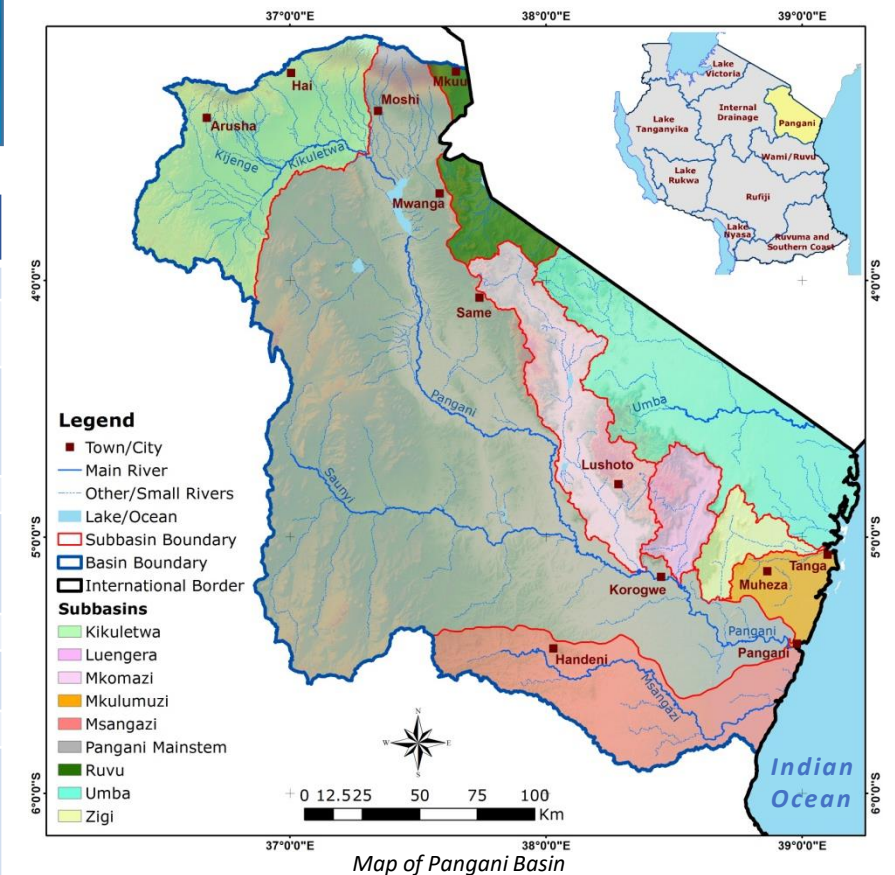 37°0'0"E
38°0'0"E
39°0'0"E
Lake
Victoria
Internal
Drainage
Pangani
Lake
Tanganyika
Wami/Ruvu
Lake
Rukwa
Rufiji
Lake
Nyasa
Ruvuma and
Southern Coast
Hai
Mkuu
Moshi
Arusha
Kijenge
Kikuletwa
Mwanga
4°0'0"S
4°0'0"S
Same
Pangani
Umba
Saunyi
Lushoto
5°0'0"S
5°0'0"S
Tanga
Korogwe
Muheza
Pangani
Pangani
Handeni
Msangazi
Legend
Town/City
Main River
Other/Small Rivers
Lake/Ocean
Subbasin Boundary
Basin Boundary
International Border
Subbasins
Kikuletwa
Luengera
Mkomazi
Mkulumuzi
Msangazi
Pangani Mainstem
Ruvu
Umba
Zigi
N
W E
S
Indian
Ocean
6°0'0"S
6°0'0"S
0 12.525 50 75 100
Km
37°0'0"E
38°0'0"E
39°0'0"E
Map of Pangani Basin